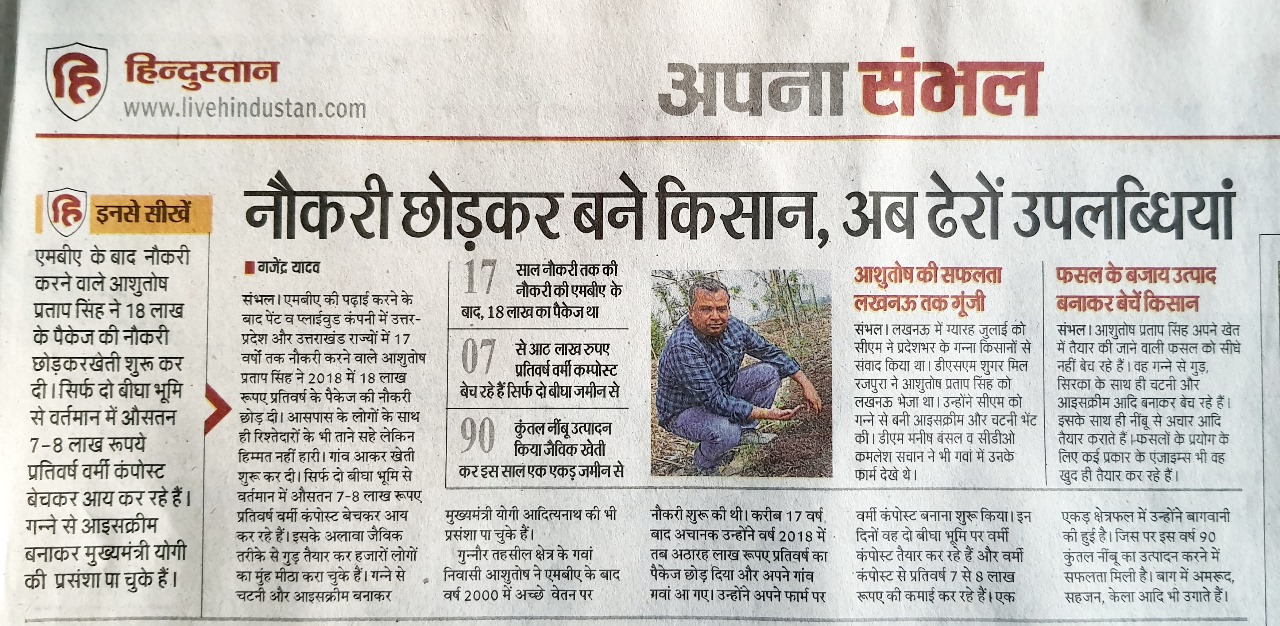 हिन्दुस्तान
www.livehindustan.com
अपना संभल
हि इनसे सीखें
एमबीए के बाद नौकरी
करने वाले आशुतोष
प्रताप सिंह ने 18 लाख
के पैकेज की नौकरी
छोड़करखेती शुरू कर
दी। सिर्फ दो बीघा भूमि
से वर्तमान में औसतन
7-8 लाख रूपये
प्रतिवर्ष वर्मी कंपोस्ट
बेचकर आय कर रहे हैं।
गन्ने से आइसक्रीम
बनाकर मुख्यमंत्री योगी
की प्रसंशा पा चुके हैं।
नौकरी छोड़कर बने किसान, अब ढेरों उपलब्धियां
गजेंद्र यादव
संभल। एमबीए की पढ़ाई करने के
बाद पेंट व प्लाईवुड कंपनी में उत्तर-
प्रदेश और उत्तराखंड राज्यों में 17
वर्षो तक नौकरी करने वाले आशुतोष
प्रताप सिंह ने 2018 में 18 लाख
रूपए प्रतिवर्ष के पैकेज की नौकरी
छोड़ दी। आसपास के लोगों के साथ
ही रिश्तेदारों के भी ताने सहे लेकिन
हिम्मत नहीं हारी। गांव आकर खेती
शुरू कर दी। सिर्फ दो बीघा भूमि से
वर्तमान में औसतन 7-8 लाख रूपए
प्रतिवर्ष वर्मी कंपोस्ट बेचकर आय
कर रहे हैं। इसके अलावा जैविक
तरीके से गुड़ तैयार कर हजारों लोगों
का मुंह मीठा करा चुके हैं। गन्ने से
चटनी और आइसक्रीम बनाकर
17 साल नौकरी तक की
नौकरी की एमबीए के
बाद, 18 लाख का पैकेज था
07 से आट लाख रुपए
प्रतिवर्ष वर्मी कम्पोस्ट
बेच रहे हैं सिर्फ दो बीघा जमीन से
90 कुंतल नींबू उत्पादन
किया जैविक खेती
कर इस साल एक एकड़ जमीन से
आशुतोष की सफलता
लखनऊ तक गूंजी
संभल। लखनऊ में ग्यारह जुलाई को
सीएम ने प्रदेशभर के गन्ना किसानों से
संवाद किया था। डीएसएम शुगर मिल
रजपुरा ने आशुतोष प्रताप सिंह को
लखनऊ भेजा था। उन्होंने सीएम को
गन्ने से बनी आइसक्रीम और चटनी भेंट
की। डीएम मनीष बंसल व सीडीओ
कमलेश सचान ने भी गवां में उनके
फार्म देखे थे।
फसल के बजाय उत्पाद
बनाकर बेचें किसान
संभल। आशुतोष प्रताप सिंह अपने खेत
में तैयार की जाने वाली फसल को सीधे
नहीं बेच रहे हैं। वह गन्ने से गुड़,
सिरका के साथ ही चटनी और
आइसक्रीम आदि बनाकर बेच रहे हैं।
इसके साथ ही नींबू से अचार आदि
तैयार कराते हैं। फसलों के प्रयोग के
लिए कई प्रकार के एंजाइम्स भी वह
खुद ही तैयार कर रहे हैं।
मुख्यमंत्री योगी आदित्यनाथ की भी
प्रसंशा पा चुके हैं।
गुन्नौर तहसील क्षेत्र के गवां
निवासी आशुतोष ने एमबीए के बाद
वर्ष 2000 में अच्छे वेतन पर
नौकरी शुरू की थी। करीब 17 वर्ष
बाद अचानक उन्होंने वर्ष 2018 में
तब अठारह लाख रूपए प्रतिवर्ष का
पैकेज छोड़ दिया और अपने गांव
गवां आ गए। उन्होंने अपने फार्म पर
वर्मी कंपोस्ट बनाना शुरू किया। इन
दिनों वह दो बीघा भूमि पर वर्मी
कंपोस्ट तैयार कर रहे हैं और वर्मी
कंपोस्ट से प्रतिवर्ष 7 से 8 लाख
रूपए की कमाई कर रहे हैं। एक
एकड़ क्षेत्रफल में उन्होंने बागवानी
की हुई है। जिस पर इस वर्ष 90
कुंतल नींबू का उत्पादन करने में
सफलता मिली है। बाग में अमरूद,
सहजन, केला आदि भी उगाते हैं।